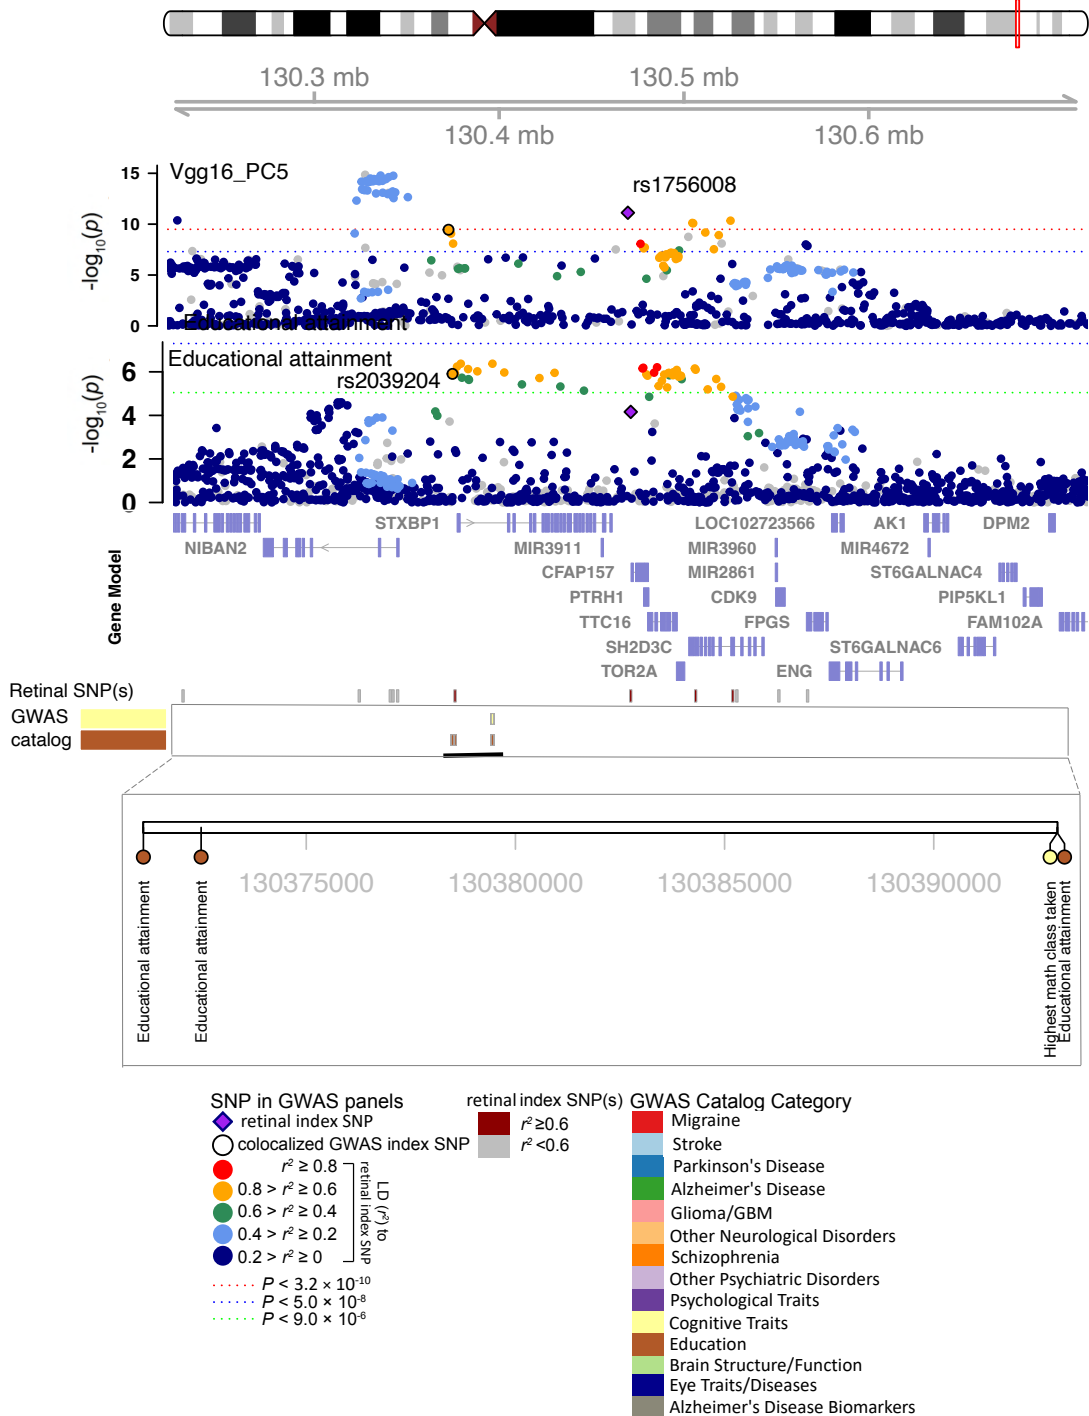 130.3 mb
130.5 mb
130.4 mb
130.6 mb
Vgg16_PC5
rs1756008
-log10(p)
15
10
5
0
Educational attainment
Educational attainment
rs2039204
-log10(p)
6
4
2
0
Gene Model
STXBP1
LOC102723566
AK1
DPM2
NIBAN2
MIR3911
MIR3960
MIR4672
CFAP157
MIR2861
ST6GALNAC4
PTRH1
CDK9
PIP5KL1
TTC16
FPGS
FAM102A
SH2D3C
ST6GALNAC6
TOR2A
ENG
Retinal SNP(s)
GWAS
catalog
130375000
130380000
130385000
130390000
Educational attainment
Educational attainment
Highest math class taken
Educational attainment
SNP in GWAS panels
retinal index SNP
colocalized GWAS index SNP
r² ≥ 0.8
0.8 > r² ≥ 0.6
0.6 > r² ≥ 0.4
0.4 > r² ≥ 0.2
0.2 > r² ≥ 0
LD (r²) to
retinal index SNP
P < 3.2 × 10⁻¹⁰
P < 5.0 × 10⁻⁸
P < 9.0 × 10⁻⁶
retinal index SNP(s)
r² ≥0.6
r² <0.6
GWAS Catalog Category
Migraine
Stroke
Parkinson's Disease
Alzheimer's Disease
Glioma/GBM
Other Neurological Disorders
Schizophrenia
Other Psychiatric Disorders
Psychological Traits
Cognitive Traits
Education
Brain Structure/Function
Eye Traits/Diseases
Alzheimer's Disease Biomarkers